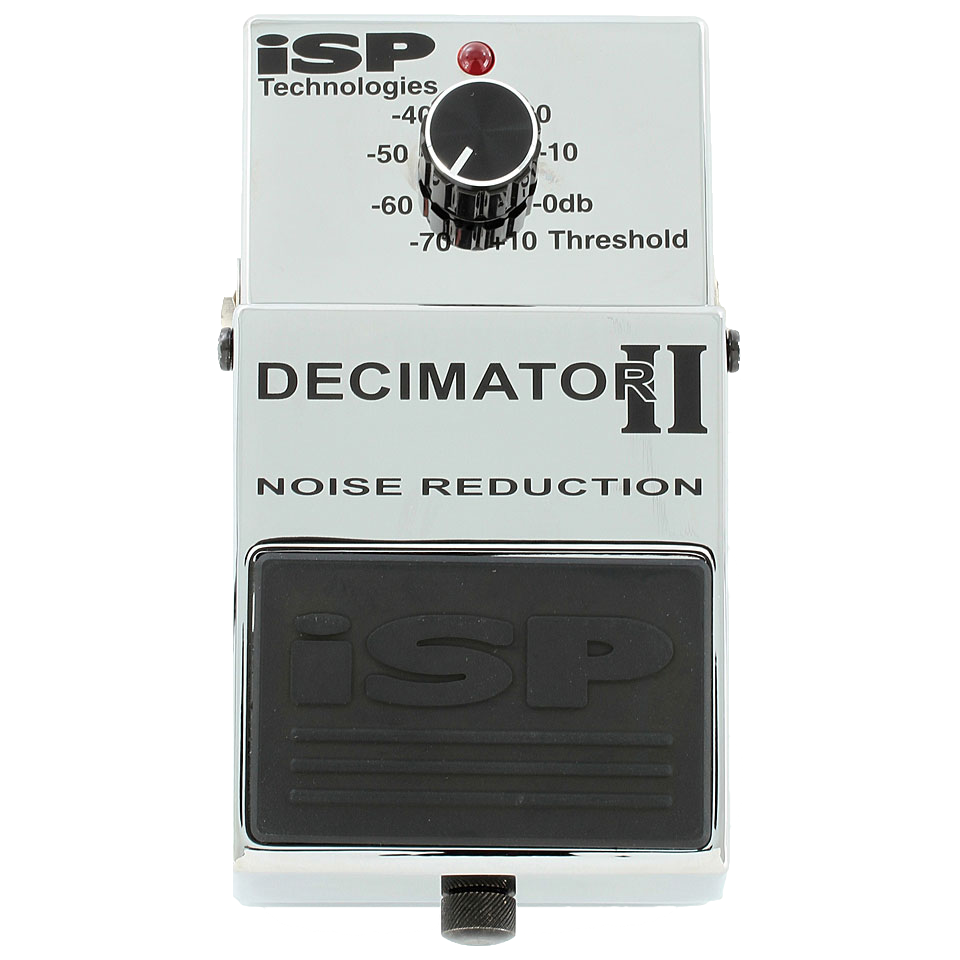 iSP
Technologies
-40
-50 -10
-60 -0db
-70 +10 Threshold
DECIMATOR II
NOISE REDUCTION
iSP